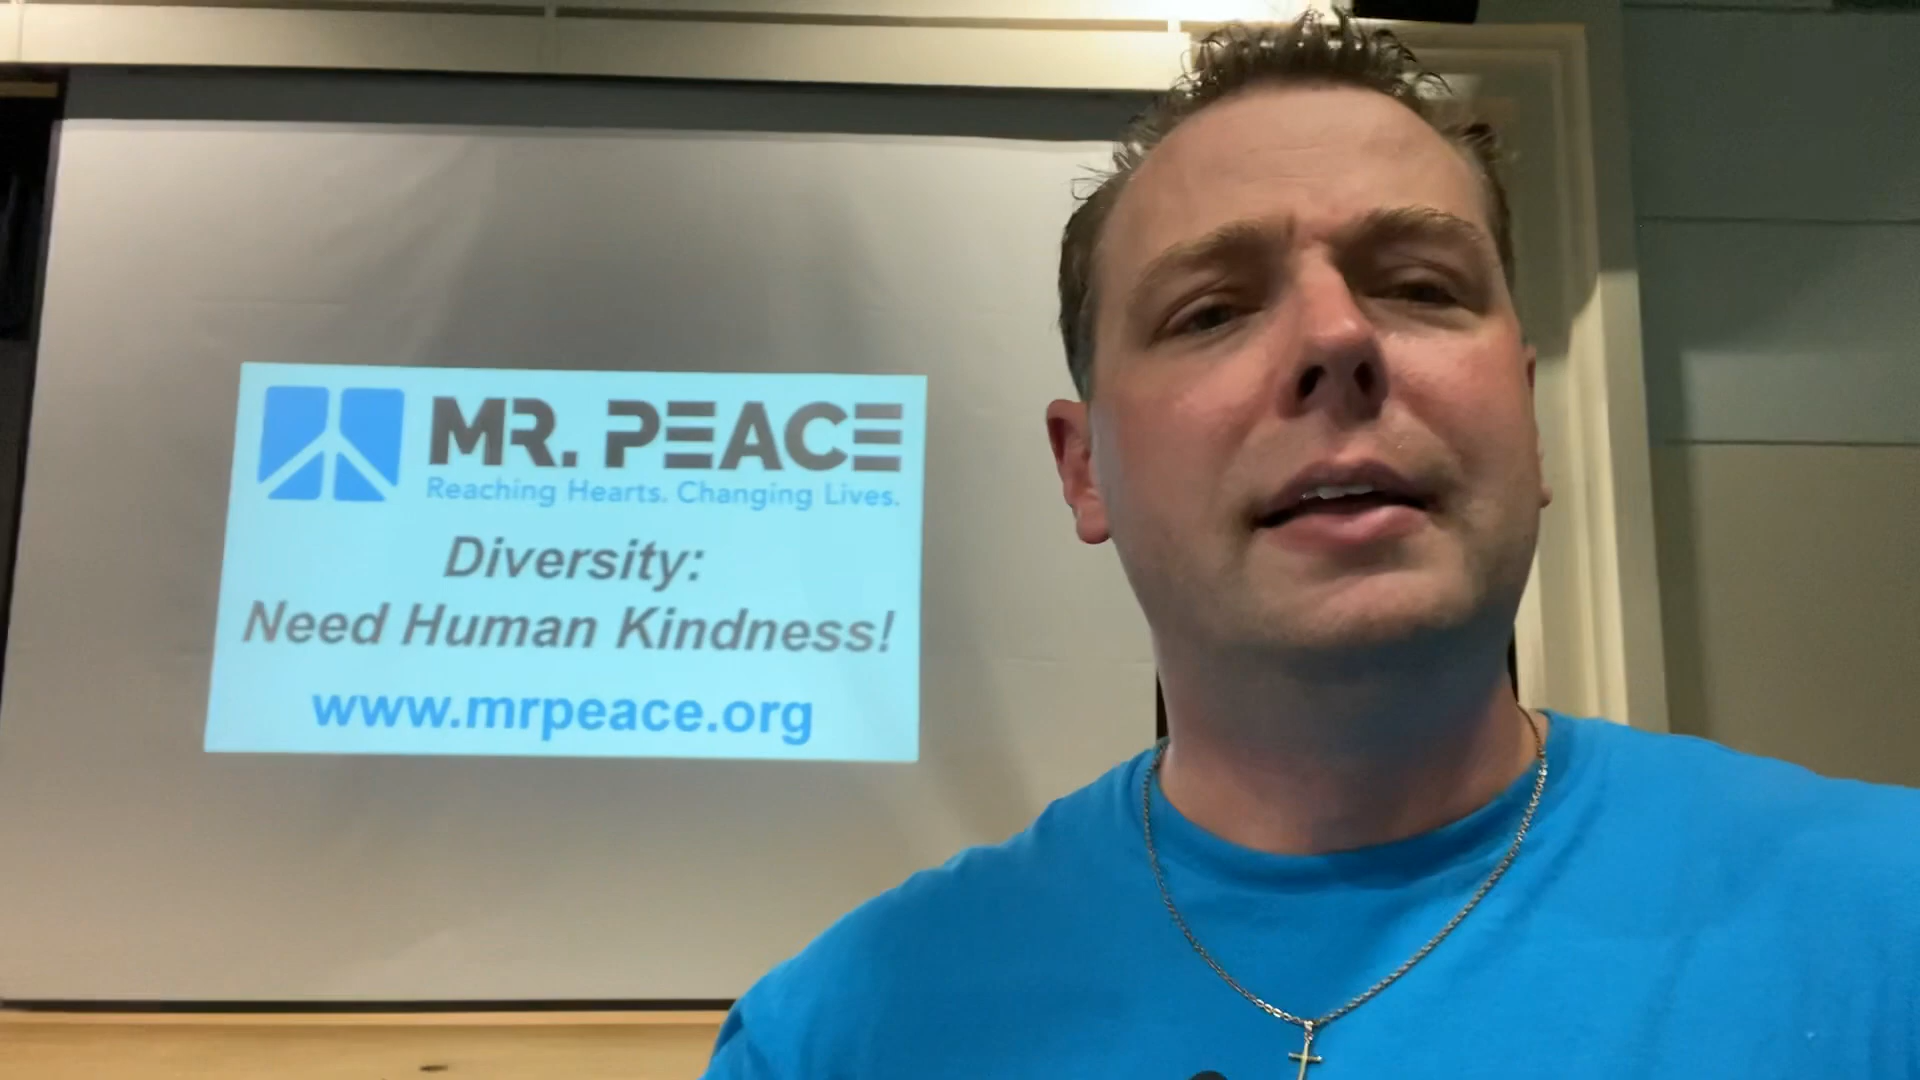 MR. PEACE
Reaching Hearts. Changing Lives.
Diversity:
Need Human Kindness!
www.mrpeace.org